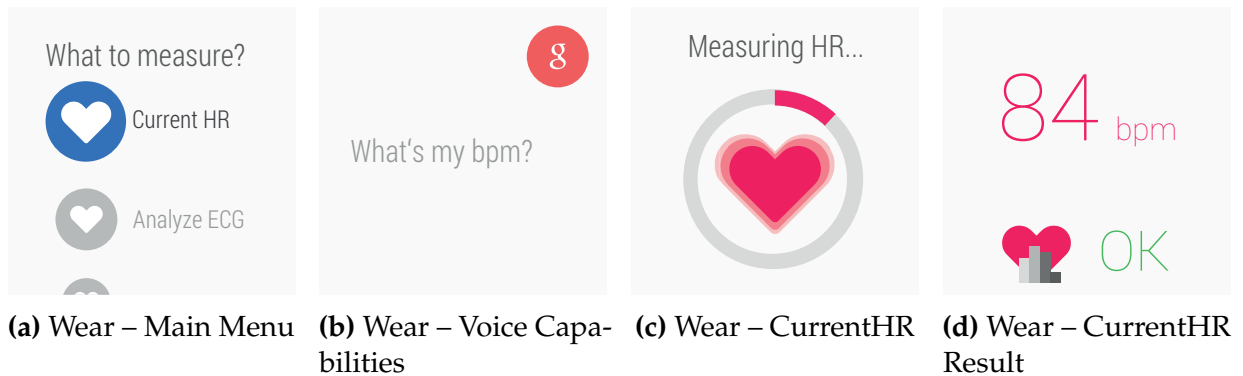 What to measure?
Current HR
Analyze ECG
g
What's my bpm?
Measuring HR...
84 bpm
OK
(a) Wear – Main Menu
(b) Wear – Voice Capa-
bilities
(c) Wear – CurrentHR
(d) Wear – CurrentHR
Result